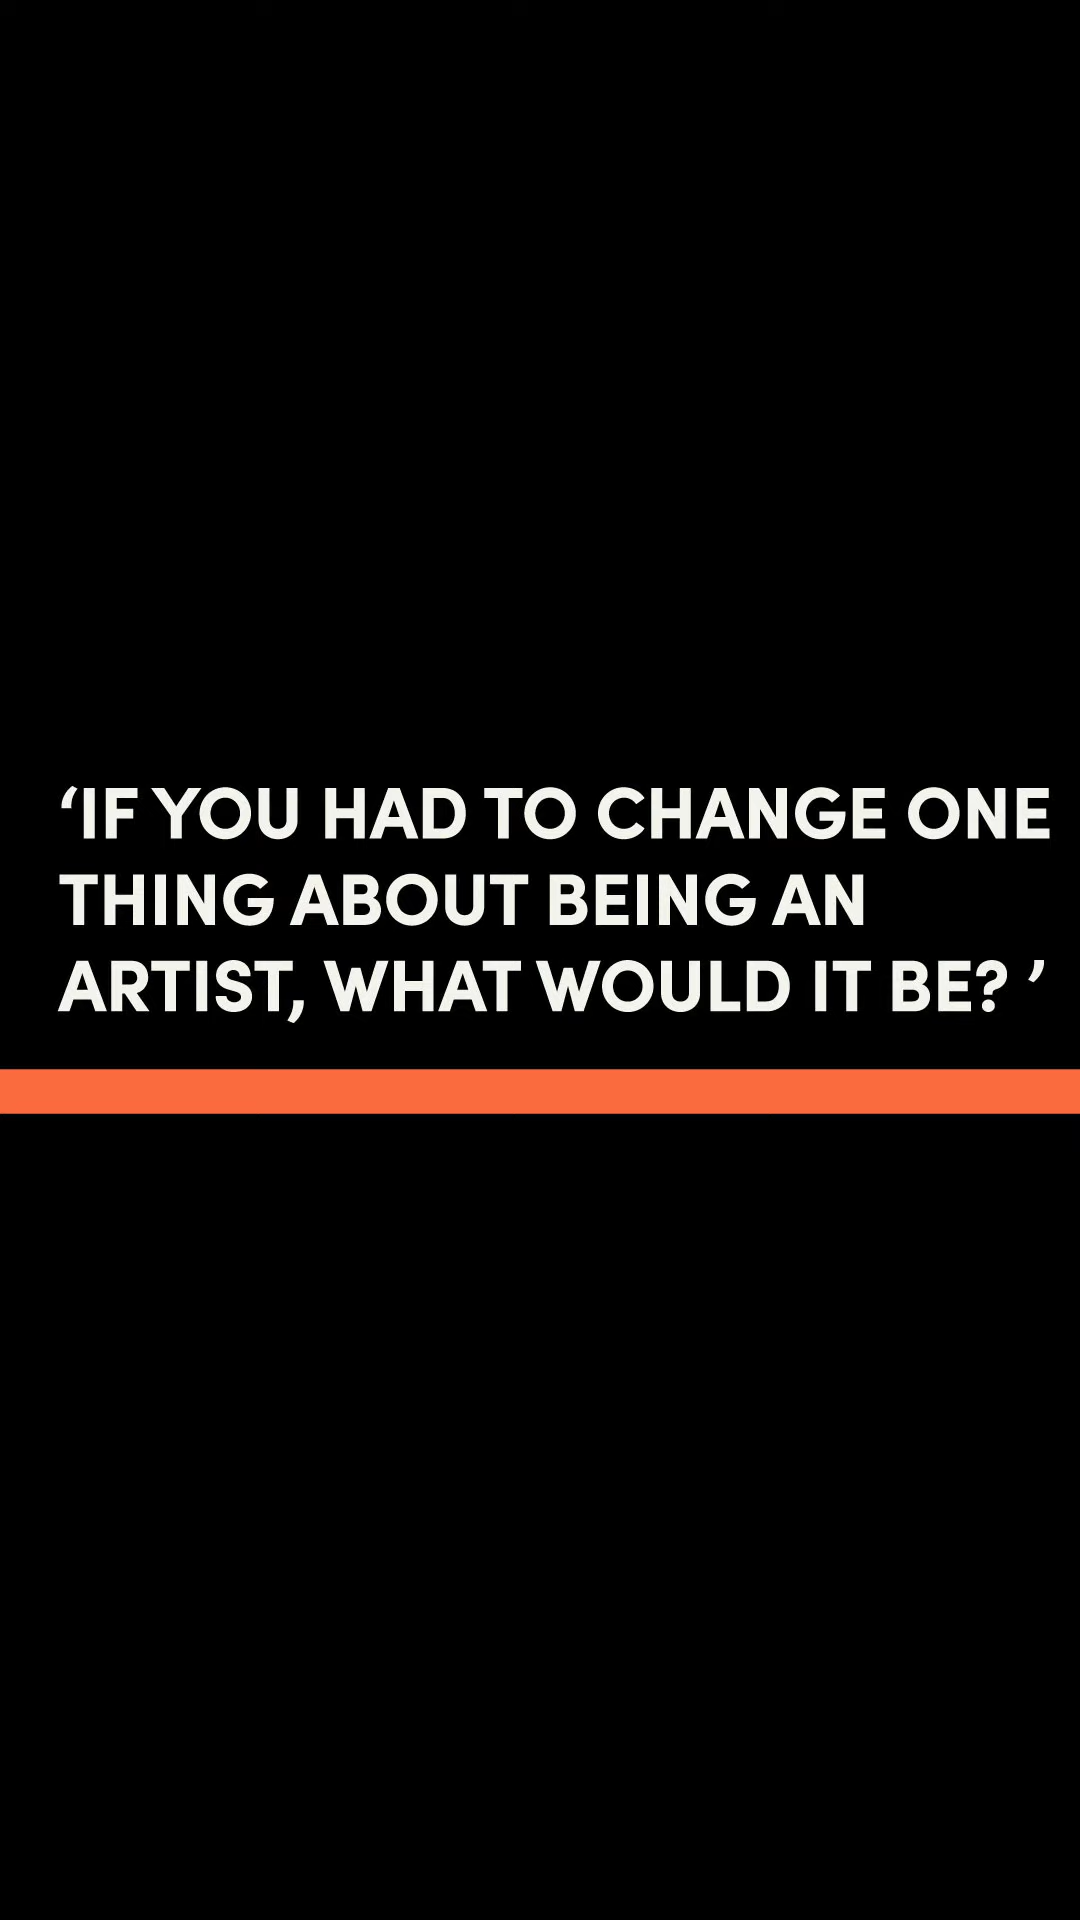 ‘IF YOU HAD TO CHANGE ONE
THING ABOUT BEING AN
ARTIST, WHAT WOULD IT BE? ’